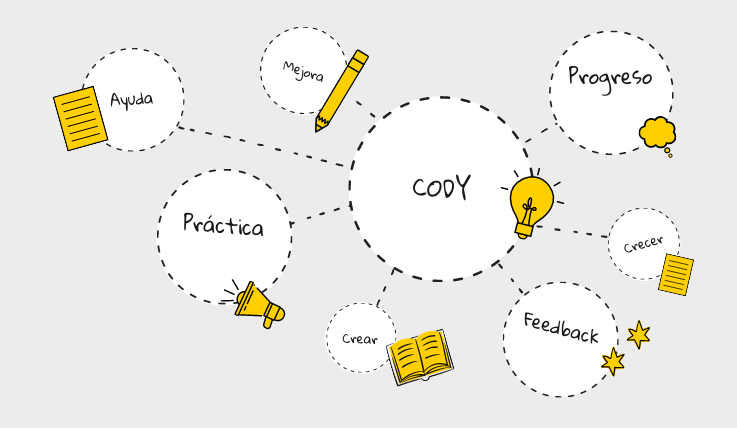 Mejora
Progreso
Ayuda
CODY
Práctica
Crecer
Feedback
Crear